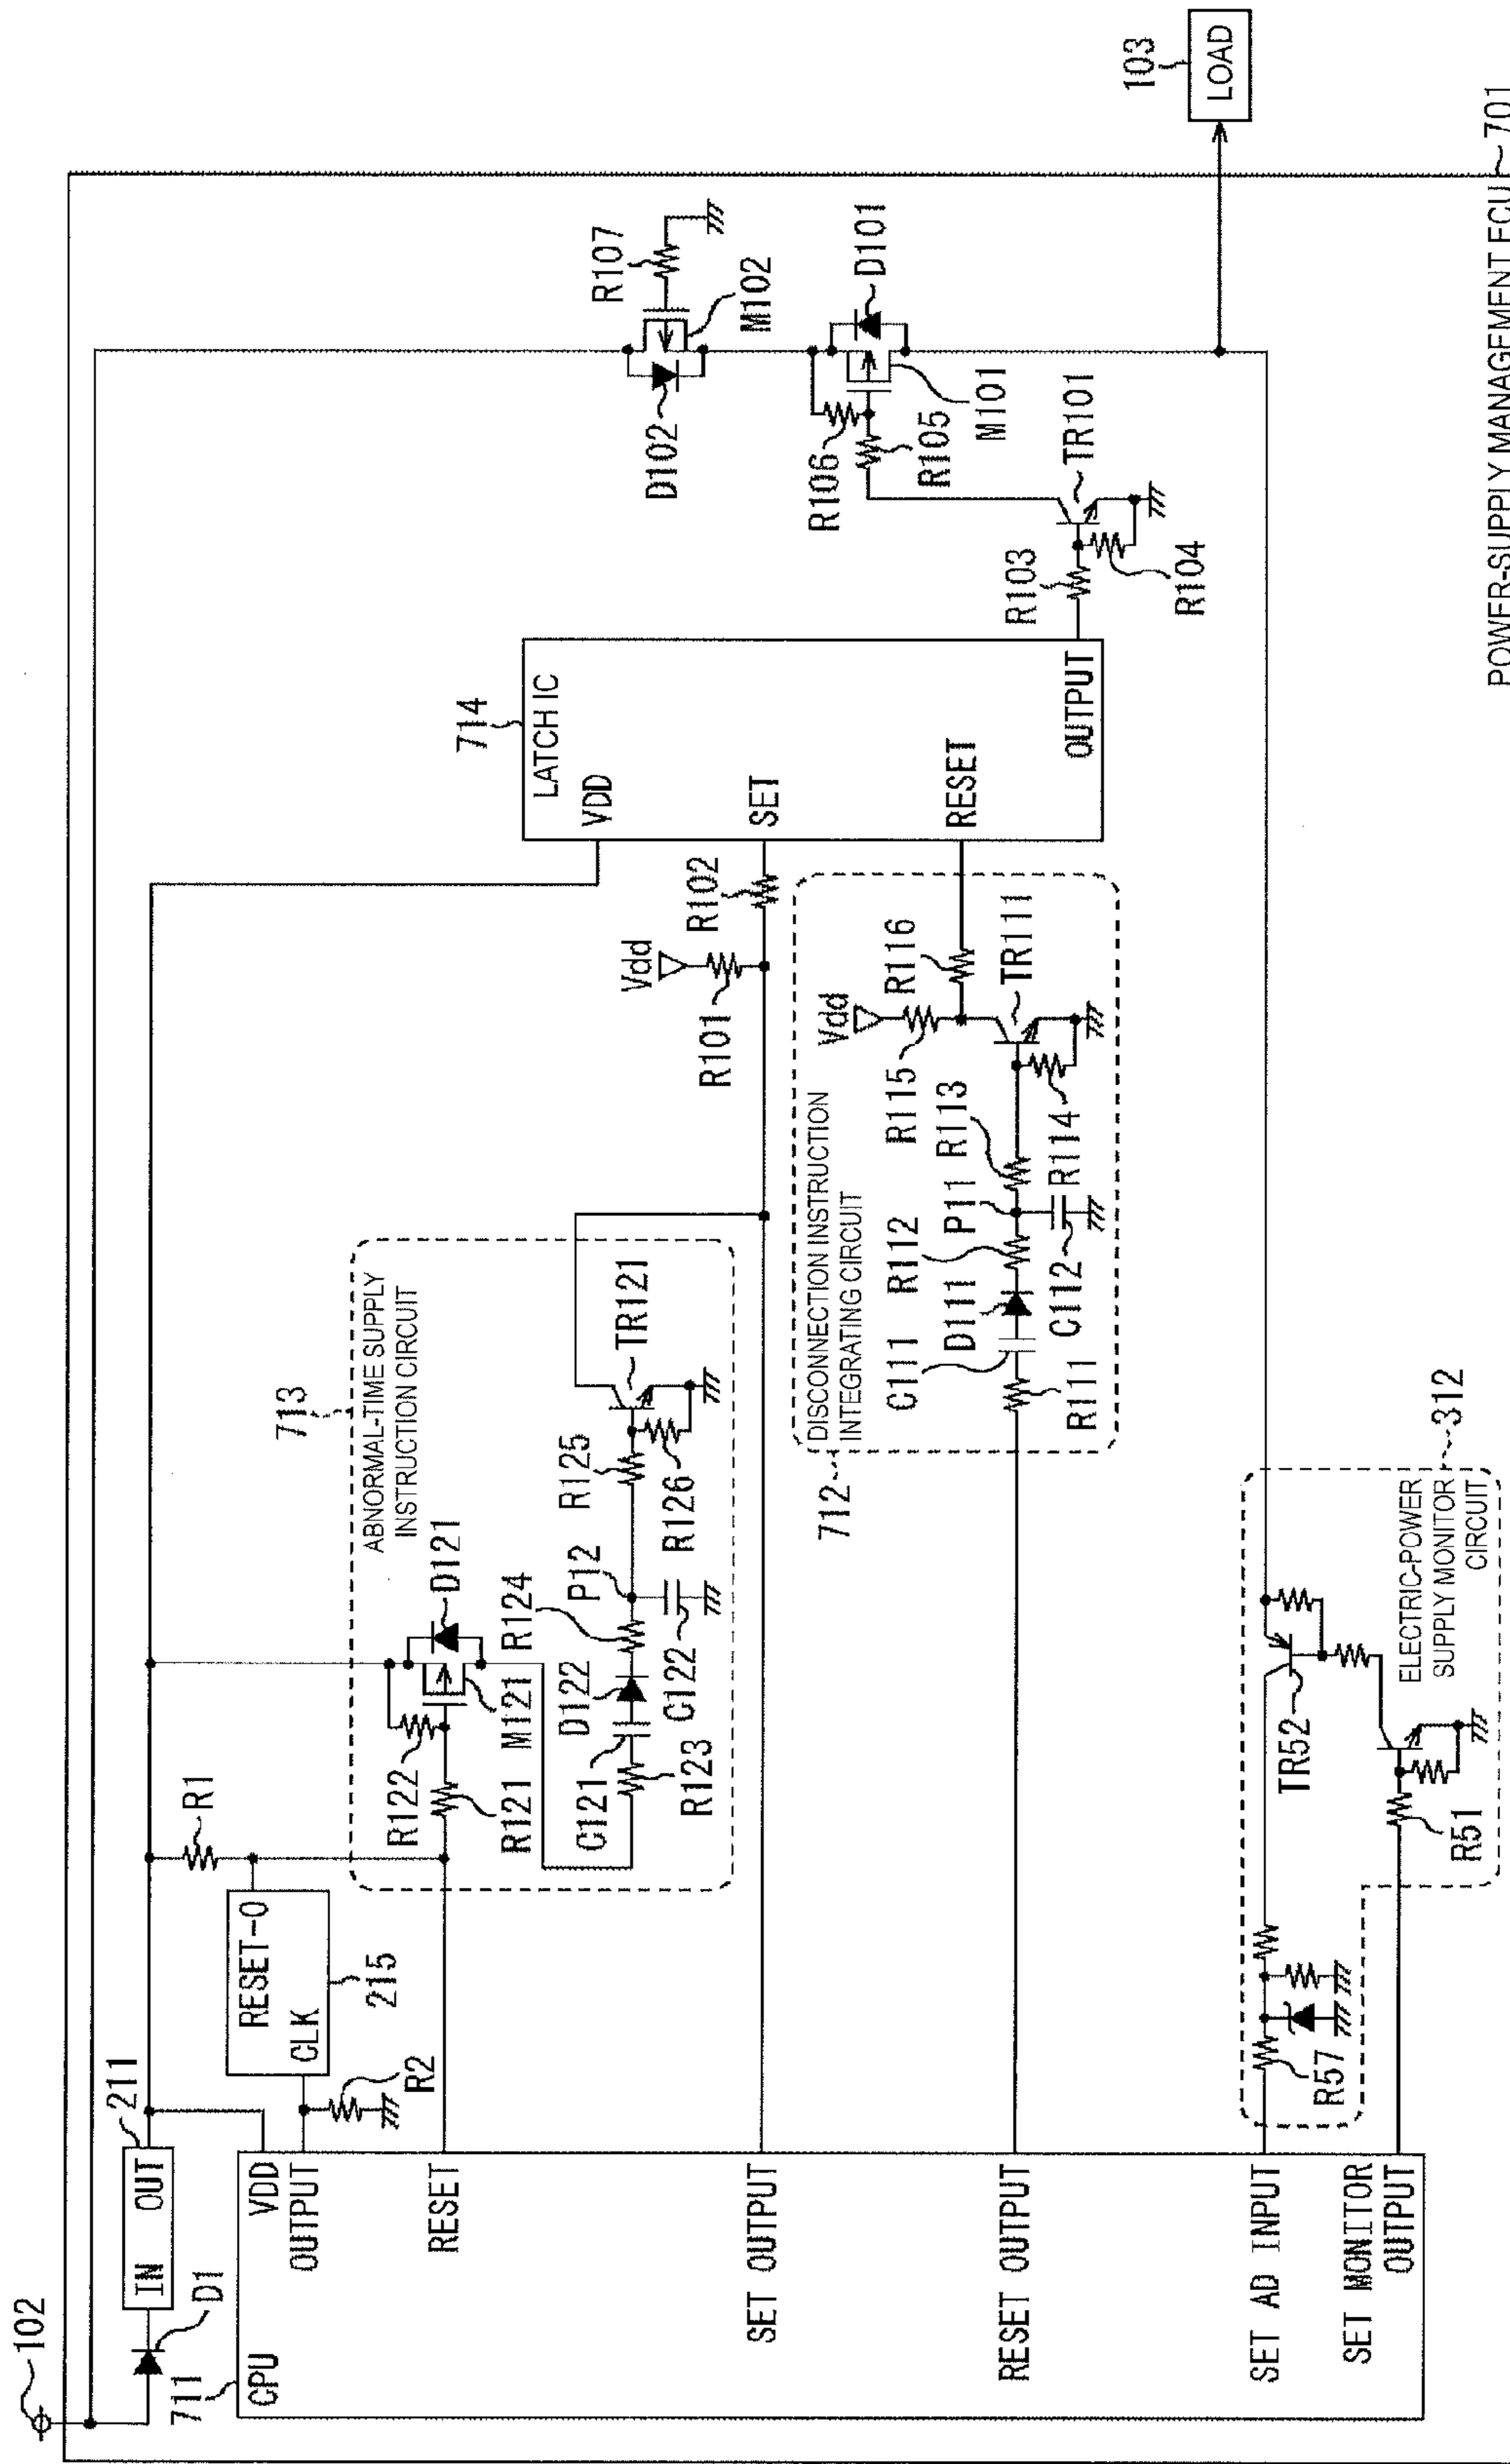 102
D1
211
IN OUT
711
CPU
VDD
OUTPUT
RESET
SET OUTPUT
RESET OUTPUT
SET AD INPUT
SET MONITOR
OUTPUT
RESET-O
CLK
215
R1
R2
713
ABNORMAL-TIME SUPPLY
INSTRUCTION CIRCUIT
R122
R121
M121
D121
C121
R123
D122
R124
P12
C122
R125
R126
TR121
Vdd
R101
R102
714
LATCH IC
VDD
SET
RESET
OUTPUT
712
DISCONNECTION INSTRUCTION
INTEGRATING CIRCUIT
R111
C111
D111
R112
P11
C112
R113
R114
R115
Vdd
R116
TR111
R103
R104
TR101
R105
R106
M101
D101
D102
M102
R107
103
LOAD
312
ELECTRIC-POWER
SUPPLY MONITOR
CIRCUIT
R57
TR52
R51
POWER-SUPPLY MANAGEMENT ECU 701